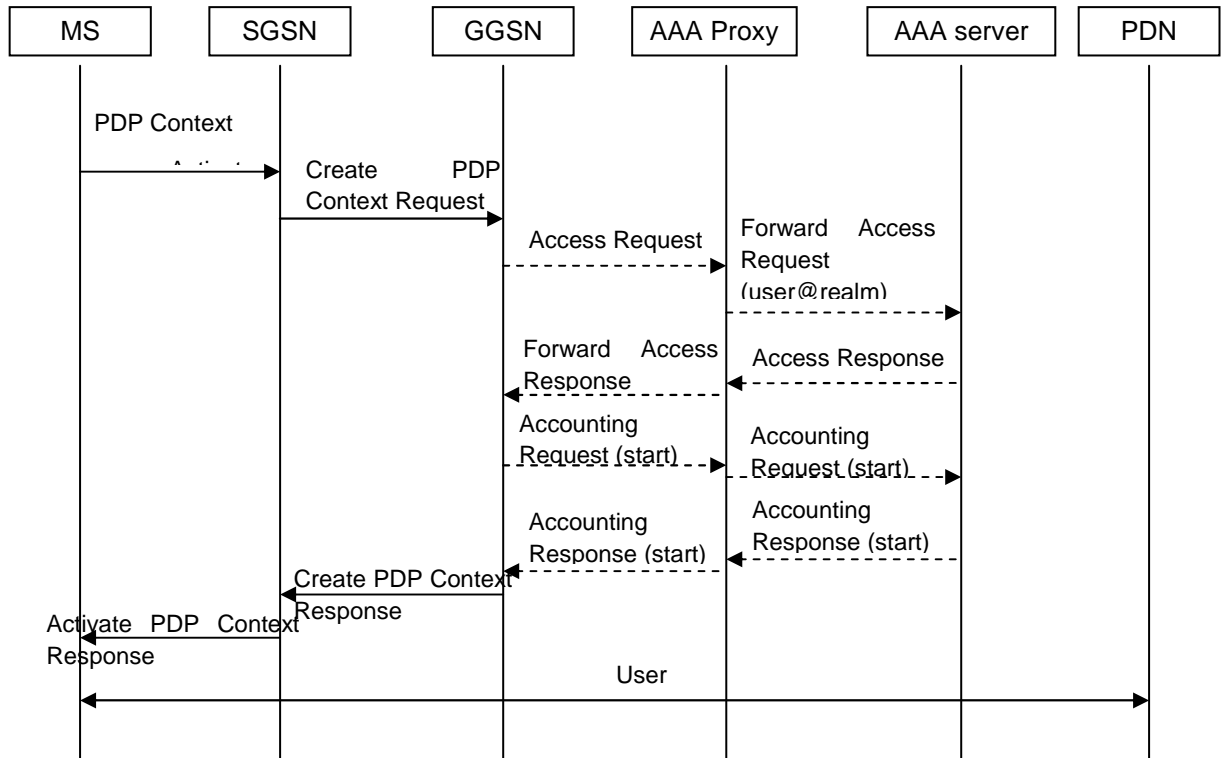 MS
SGSN
GGSN
AAA Proxy
AAA server
PDN
PDP Context
Create PDP
Context Request
Access Request
Forward Access
Request
(user@realm)
Forward Access
Response
Access Response
Accounting
Request (start)
Accounting
Request (start)
Accounting
Response (start)
Accounting
Response (start)
Create PDP Context
Response
Activate PDP Context
Response
User